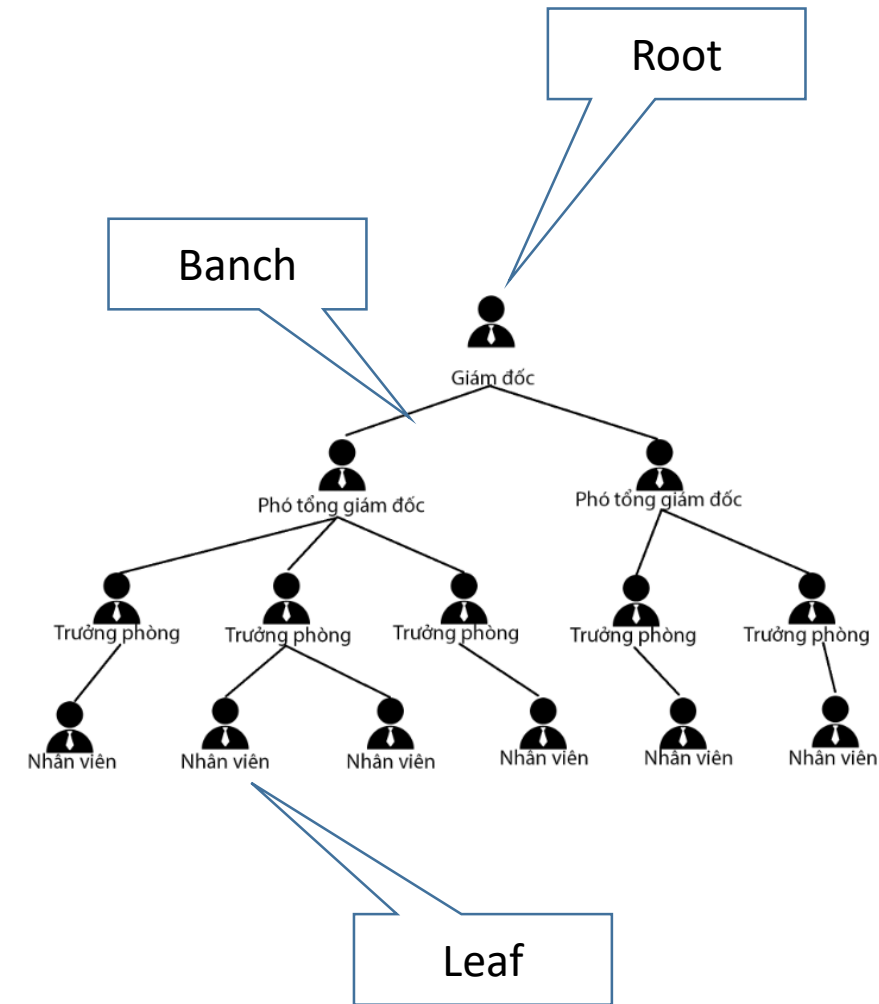 Root
Banch
Giám đốc
Phó tổng giám đốc
Phó tổng giám đốc
Trưởng phòng
Trưởng phòng
Trưởng phòng
Trưởng phòng
Trưởng phòng
Nhân viên
Nhân viên
Nhân viên
Nhân viên
Nhân viên
Nhân viên
Leaf